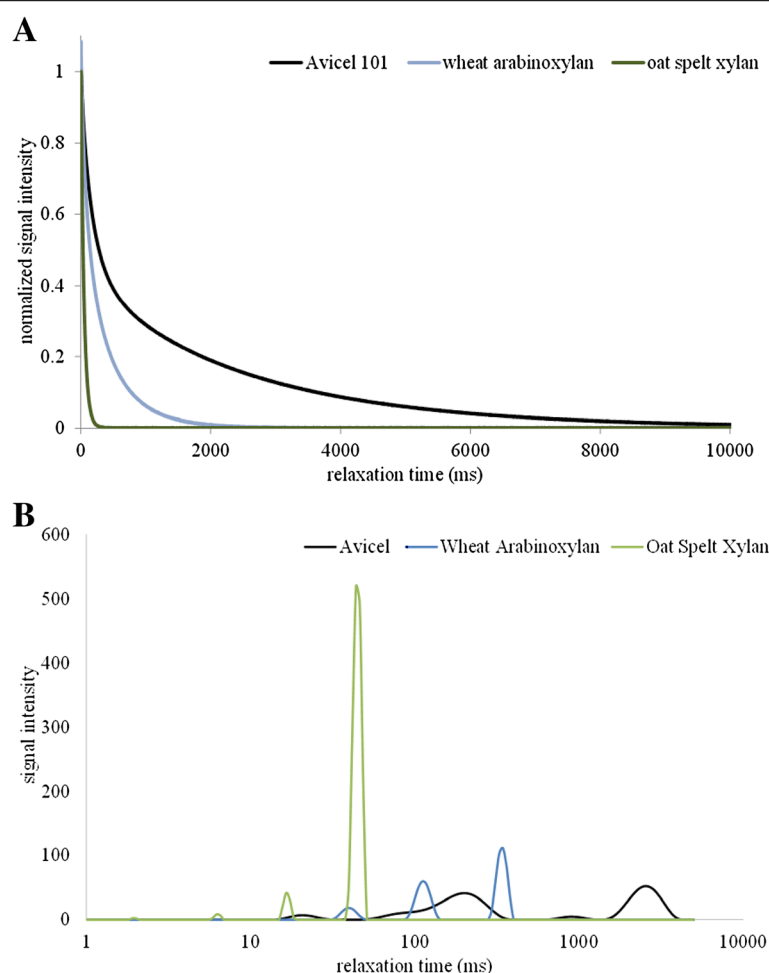 A
Avicel 101 wheat arabinoxylan oat spelt xylan
1
0.8
0.6
0.4
0.2
0
normalized signal intensity
0 2000 4000 6000 8000 10000
relaxation time (ms)
B
600
Avicel Wheat Arabinoxylan Oat Spelt Xylan
500
400
300
200
100
0
signal intensity
1 10 100 1000 10000
relaxation time (ms)